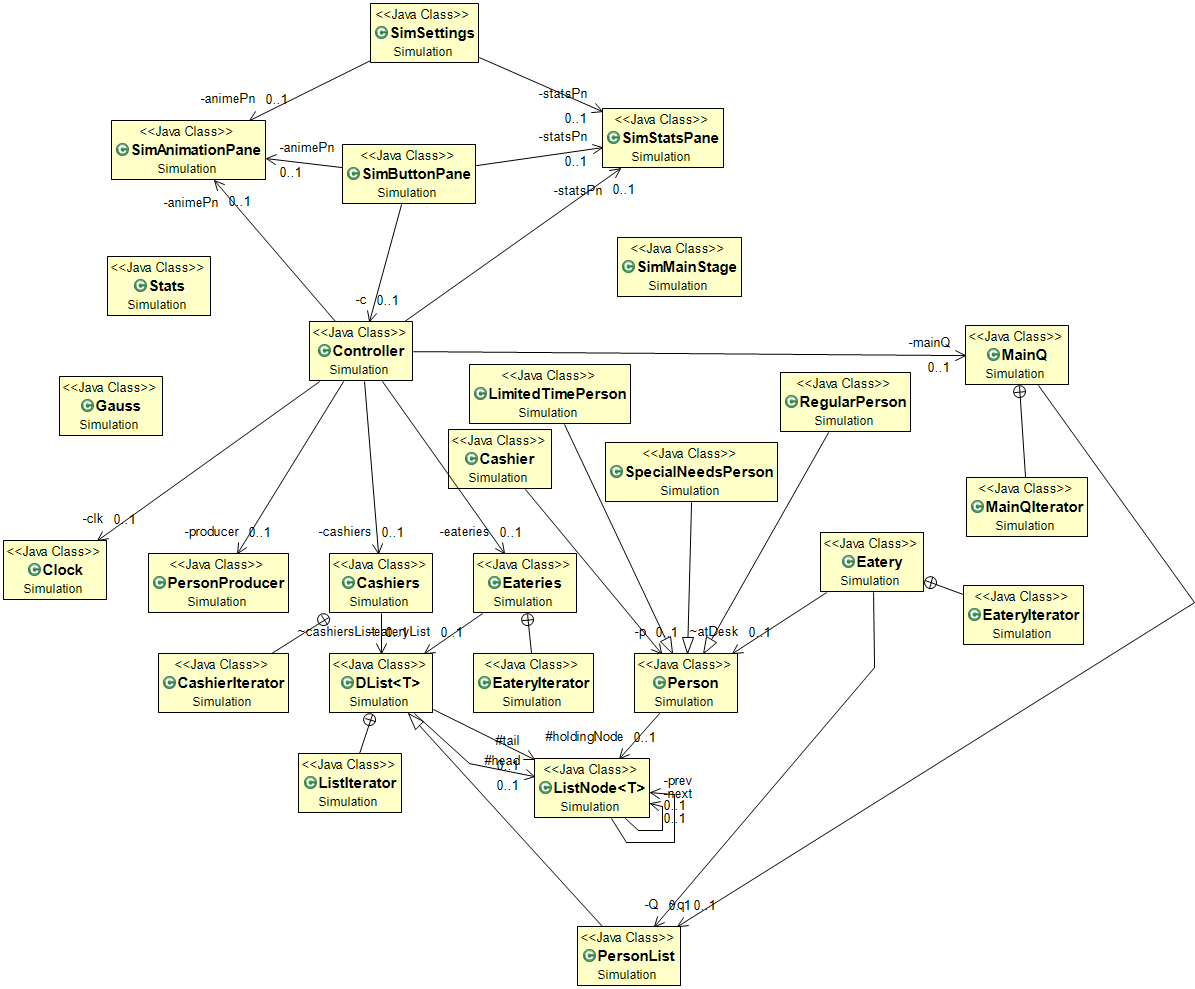 <<Java Class>>
SimSettings
Simulation
-animePn 0..1
-statsPn
0..1
<<Java Class>>
SimAnimationPane
Simulation
<<Java Class>>
SimStatsPane
Simulation
-animePn
0..1
<<Java Class>>
SimButtonPane
Simulation
-statsPn
0..1
-animePn 0..1
-statsPn 0..1
<<Java Class>>
Stats
Simulation
<<Java Class>>
SimMainStage
Simulation
-c 0..1
<<Java Class>>
Controller
Simulation
-mainQ
0..1
<<Java Class>>
MainQ
Simulation
<<Java Class>>
Gauss
Simulation
<<Java Class>>
LimitedTimePerson
Simulation
<<Java Class>>
RegularPerson
Simulation
<<Java Class>>
Cashier
Simulation
<<Java Class>>
SpecialNeedsPerson
Simulation
<<Java Class>>
MainQIterator
Simulation
-clk 0..1
-producer 0..1
-cashiers 0..1
-eateries 0..1
<<Java Class>>
Clock
Simulation
<<Java Class>>
PersonProducer
Simulation
<<Java Class>>
Cashiers
Simulation
<<Java Class>>
Eateries
Simulation
<<Java Class>>
Eatery
Simulation
<<Java Class>>
EateryIterator
Simulation
~cashiersList
0..1
eateryList 0..1
-p 0..1
~atDesk 0..1
<<Java Class>>
CashierIterator
Simulation
<<Java Class>>
DList<T>
Simulation
<<Java Class>>
EateryIterator
Simulation
<<Java Class>>
Person
Simulation
#tail
0..1
#head
0..1
#holdingNode 0..1
<<Java Class>>
ListIterator
Simulation
<<Java Class>>
ListNode<T>
Simulation
-prev
-next
0..1
0..1
-Q 0..1
q1 0..1
<<Java Class>>
PersonList
Simulation